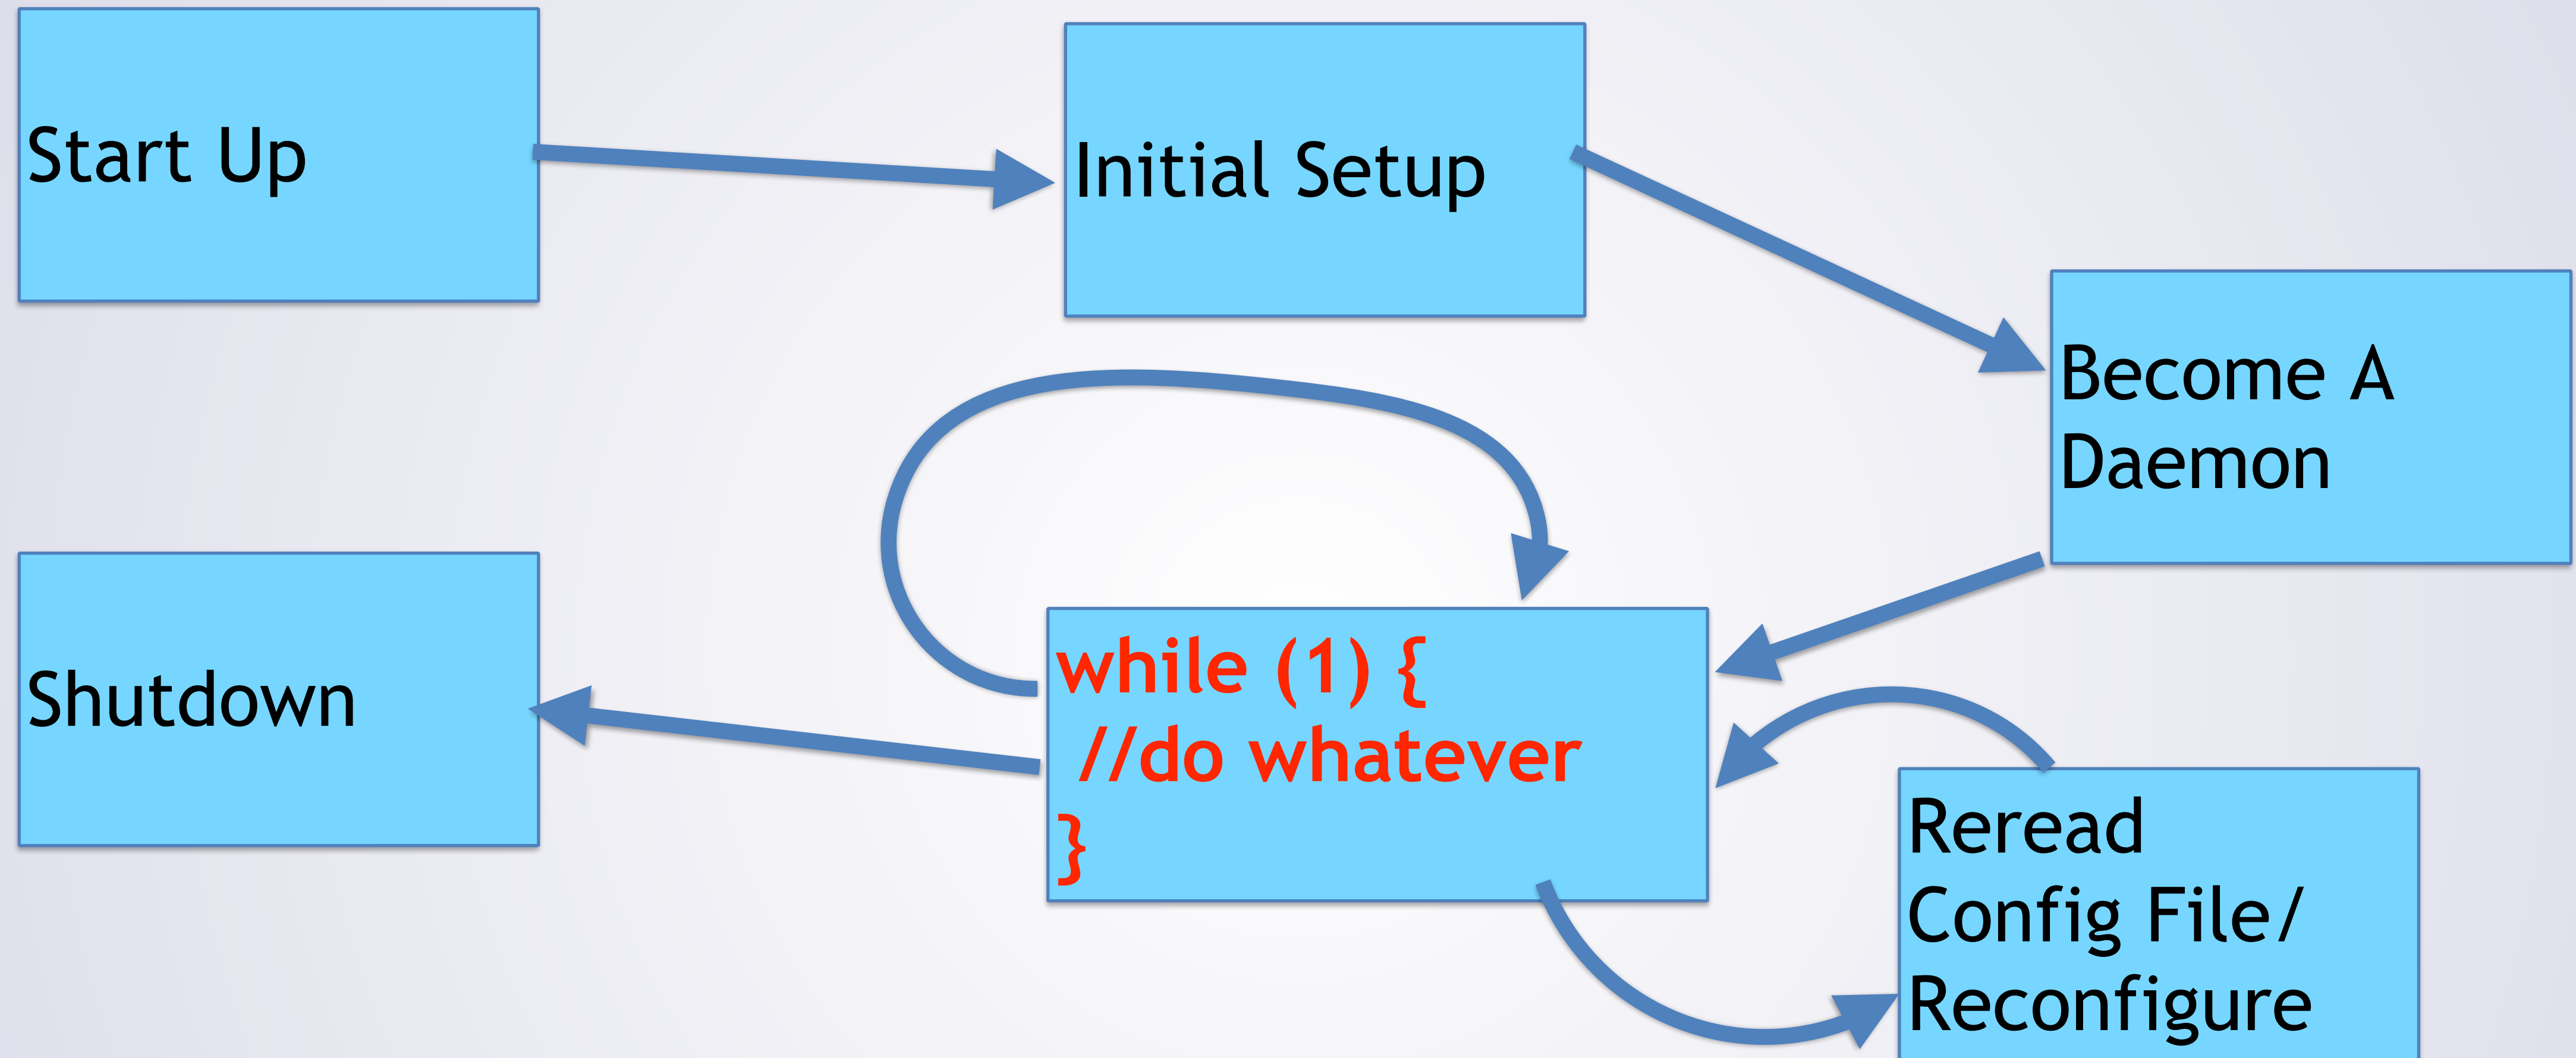 Start Up
Initial Setup
Become A
Daemon
Shutdown
while (1) {
//do whatever
}
Reread
Config File/
Reconfigure